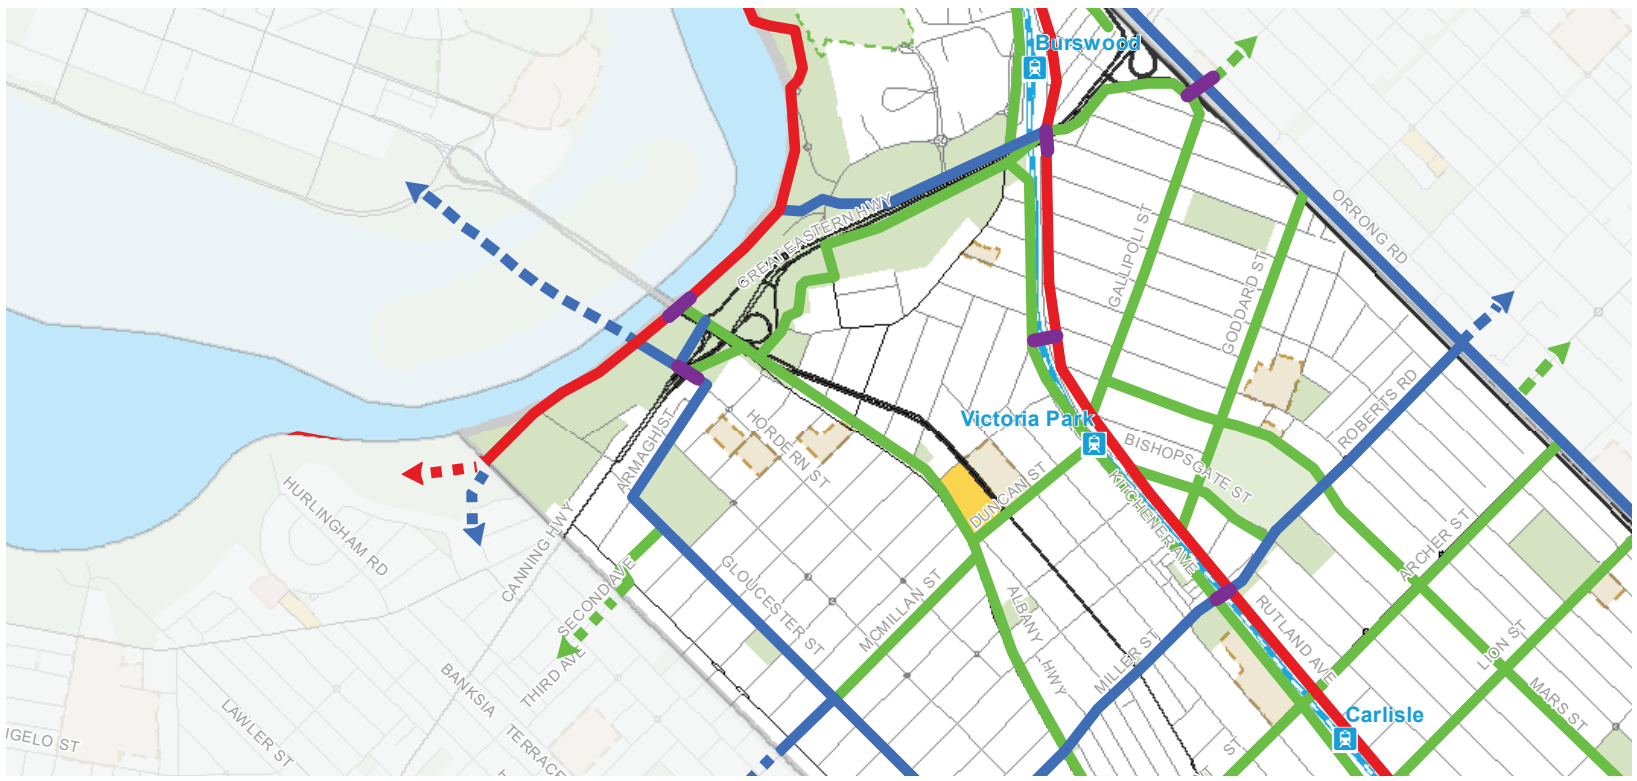 Burswood
ORRONG RD
GREAT EASTERN HWY
GALLIPOLI ST
GODDARD ST
ROBERTS RD
Victoria Park
BISHOPSGATE ST
ARMAGH ST
HORDERN ST
DUNCAN ST
KITCHENER AVE
HURLINGHAM RD
CANNING HWY
ARCHER ST
SECOND AVE
GLOUCESTER ST
MCMILLAN ST
ALBANY HWY
MILLER ST
RUTLAND AVE
LION ST
MARS ST
THIRD AVE
BANKSIA TERRACE
LAWLER ST
Carlisle
ST